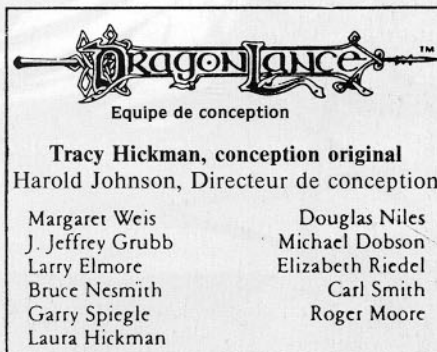 DRAGONLANCE™
Equipe de conception
Tracy Hickman, conception original
Harold Johnson, Directeur de conception
Margaret Weis
J. Jeffrey Grubb
Larry Elmore
Bruce Nesmith
Garry Spiegle
Laura Hickman
Douglas Niles
Michael Dobson
Elizabeth Riedel
Carl Smith
Roger Moore